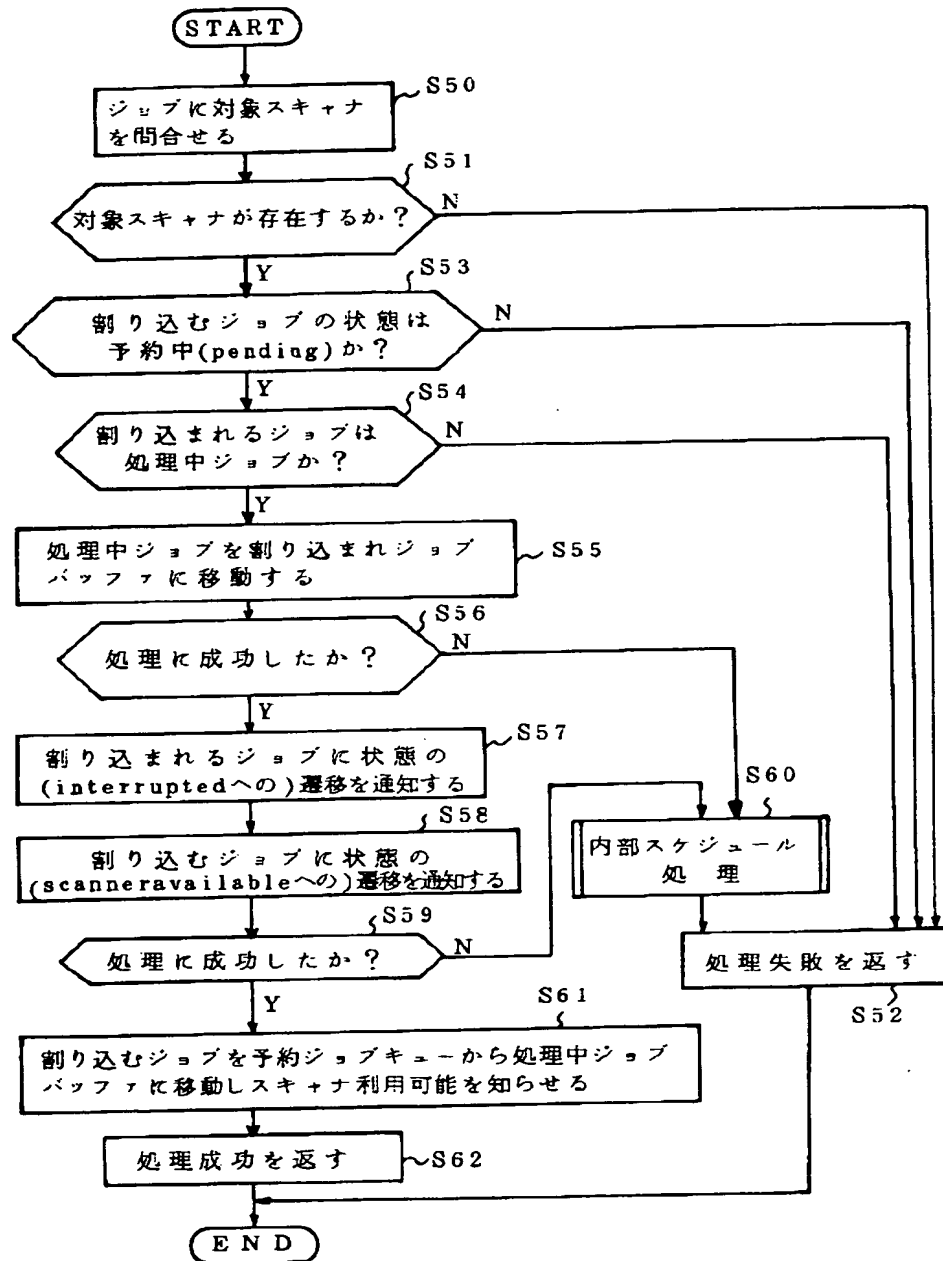 START
S50
ジョブに対象スキャナ
を問合せる
S51
対象スキャナが存在するか？
N
Y
S53
割り込むジョブの状態は
予約中(pending)か？
N
Y
S54
割り込まれるジョブは
処理中ジョブか？
N
Y
処理中ジョブを割り込まれジョブ
バッファに移動する
S55
S56
処理に成功したか？
N
Y
S57
割り込まれるジョブに状態の
(interruptedへの)遷移を通知する
S60
内部スケジュール
処理
S58
割り込むジョブに状態の
(scanneravailableへの)遷移を通知する
S59
処理に成功したか？
N
Y
処理失敗を返す
S52
S61
割り込むジョブを予約ジョブキューから処理中ジョブ
バッファに移動しスキャナ利用可能を知らせる
処理成功を返す
S62
END